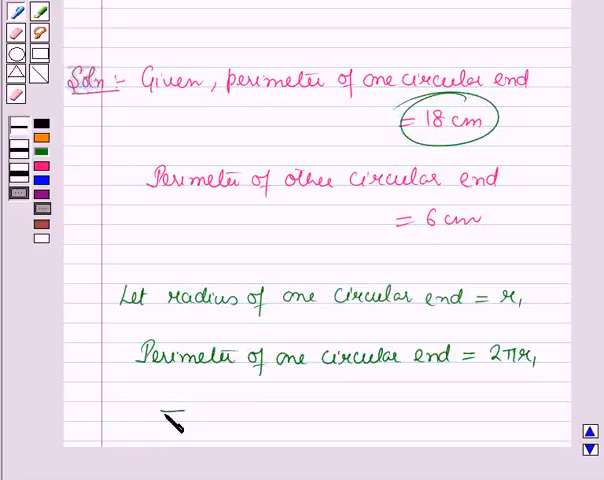 Soln :- Given, perimeter of one circular end
= 18 cm
Perimeter of other circular end
= 6 cm
Let radius of one circular end = r₁
Perimeter of one circular end = 2πr₁